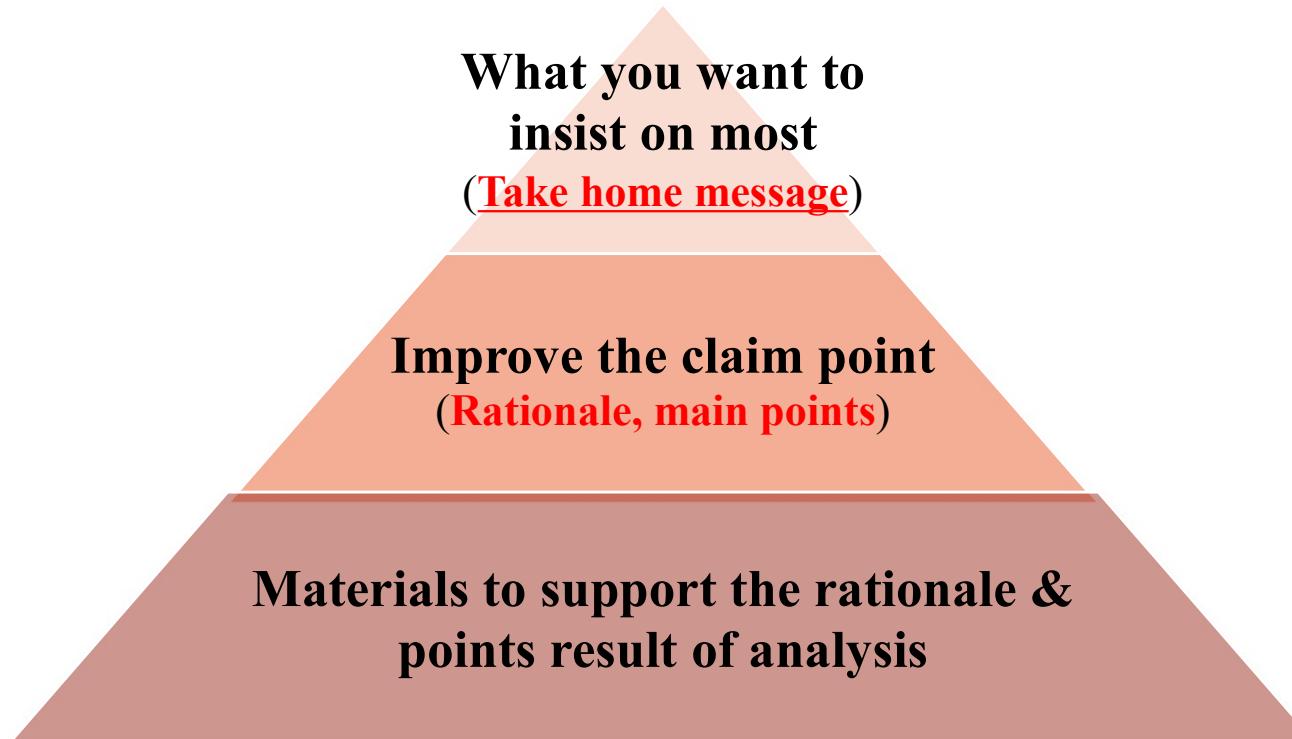 What you want to
insist on most
(Take home message)
Improve the claim point
(Rationale, main points)
Materials to support the rationale &
points result of analysis